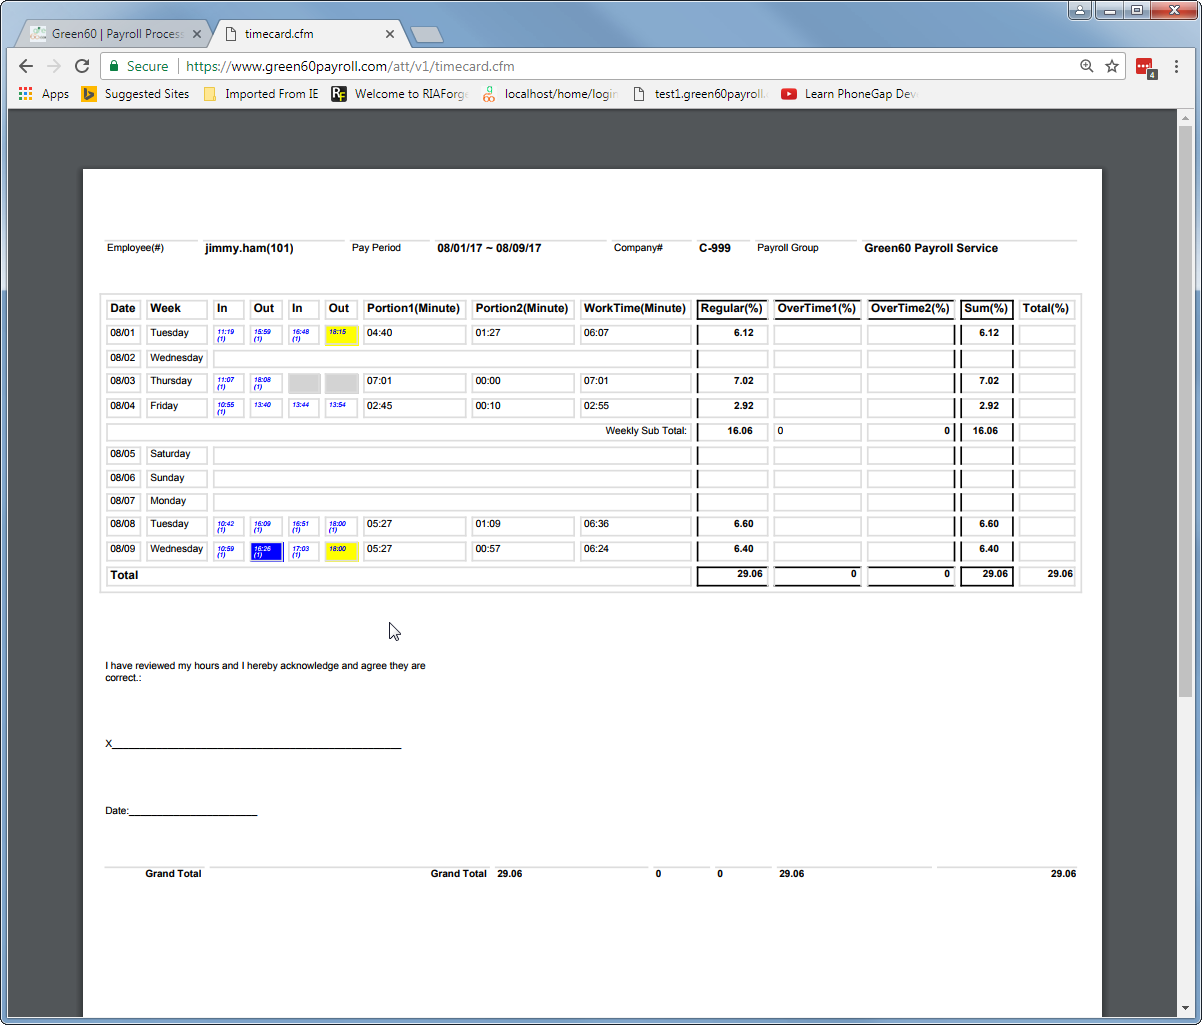 Green60 | Payroll Process
timecard.cfm
Secure https://www.green60payroll.com/att/v1/timecard.cfm
4
Apps Suggested Sites Imported From IE Welcome to RIAForge localhost/home/login test1.green60payroll. Learn PhoneGap Dev
Employee(#) jimmy.ham(101) Pay Period 08/01/17 ~ 08/09/17 Company# C-999 Payroll Group Green60 Payroll Service
Date Week In Out In Out Portion1(Minute) Portion2(Minute) WorkTime(Minute) Regular(%) OverTime1(%) OverTime2(%) Sum(%) Total(%)
08/01 Tuesday 11:19 (1) 15:59 (1) 16:48 (1) 18:15 04:40 01:27 06:07 6.12 6.12
08/02 Wednesday
08/03 Thursday 11:07 (1) 18:08 (1) 07:01 00:00 07:01 7.02 7.02
08/04 Friday 10:55 (1) 13:40 13:44 13:54 02:45 00:10 02:55 2.92 2.92
Weekly Sub Total: 16.06 0 0 16.06
08/05 Saturday
08/06 Sunday
08/07 Monday
08/08 Tuesday 10:42 (1) 16:09 (1) 16:51 (1) 18:00 (1) 05:27 01:09 06:36 6.60 6.60
08/09 Wednesday 10:59 (1) 16:26 (1) 17:03 (1) 18:00 05:27 00:57 06:24 6.40 6.40
Total 29.06 0 0 29.06 29.06
I have reviewed my hours and I hereby acknowledge and agree they are
correct.:
X____________________
Date:____________________
Grand Total Grand Total 29.06 0 0 29.06 29.06